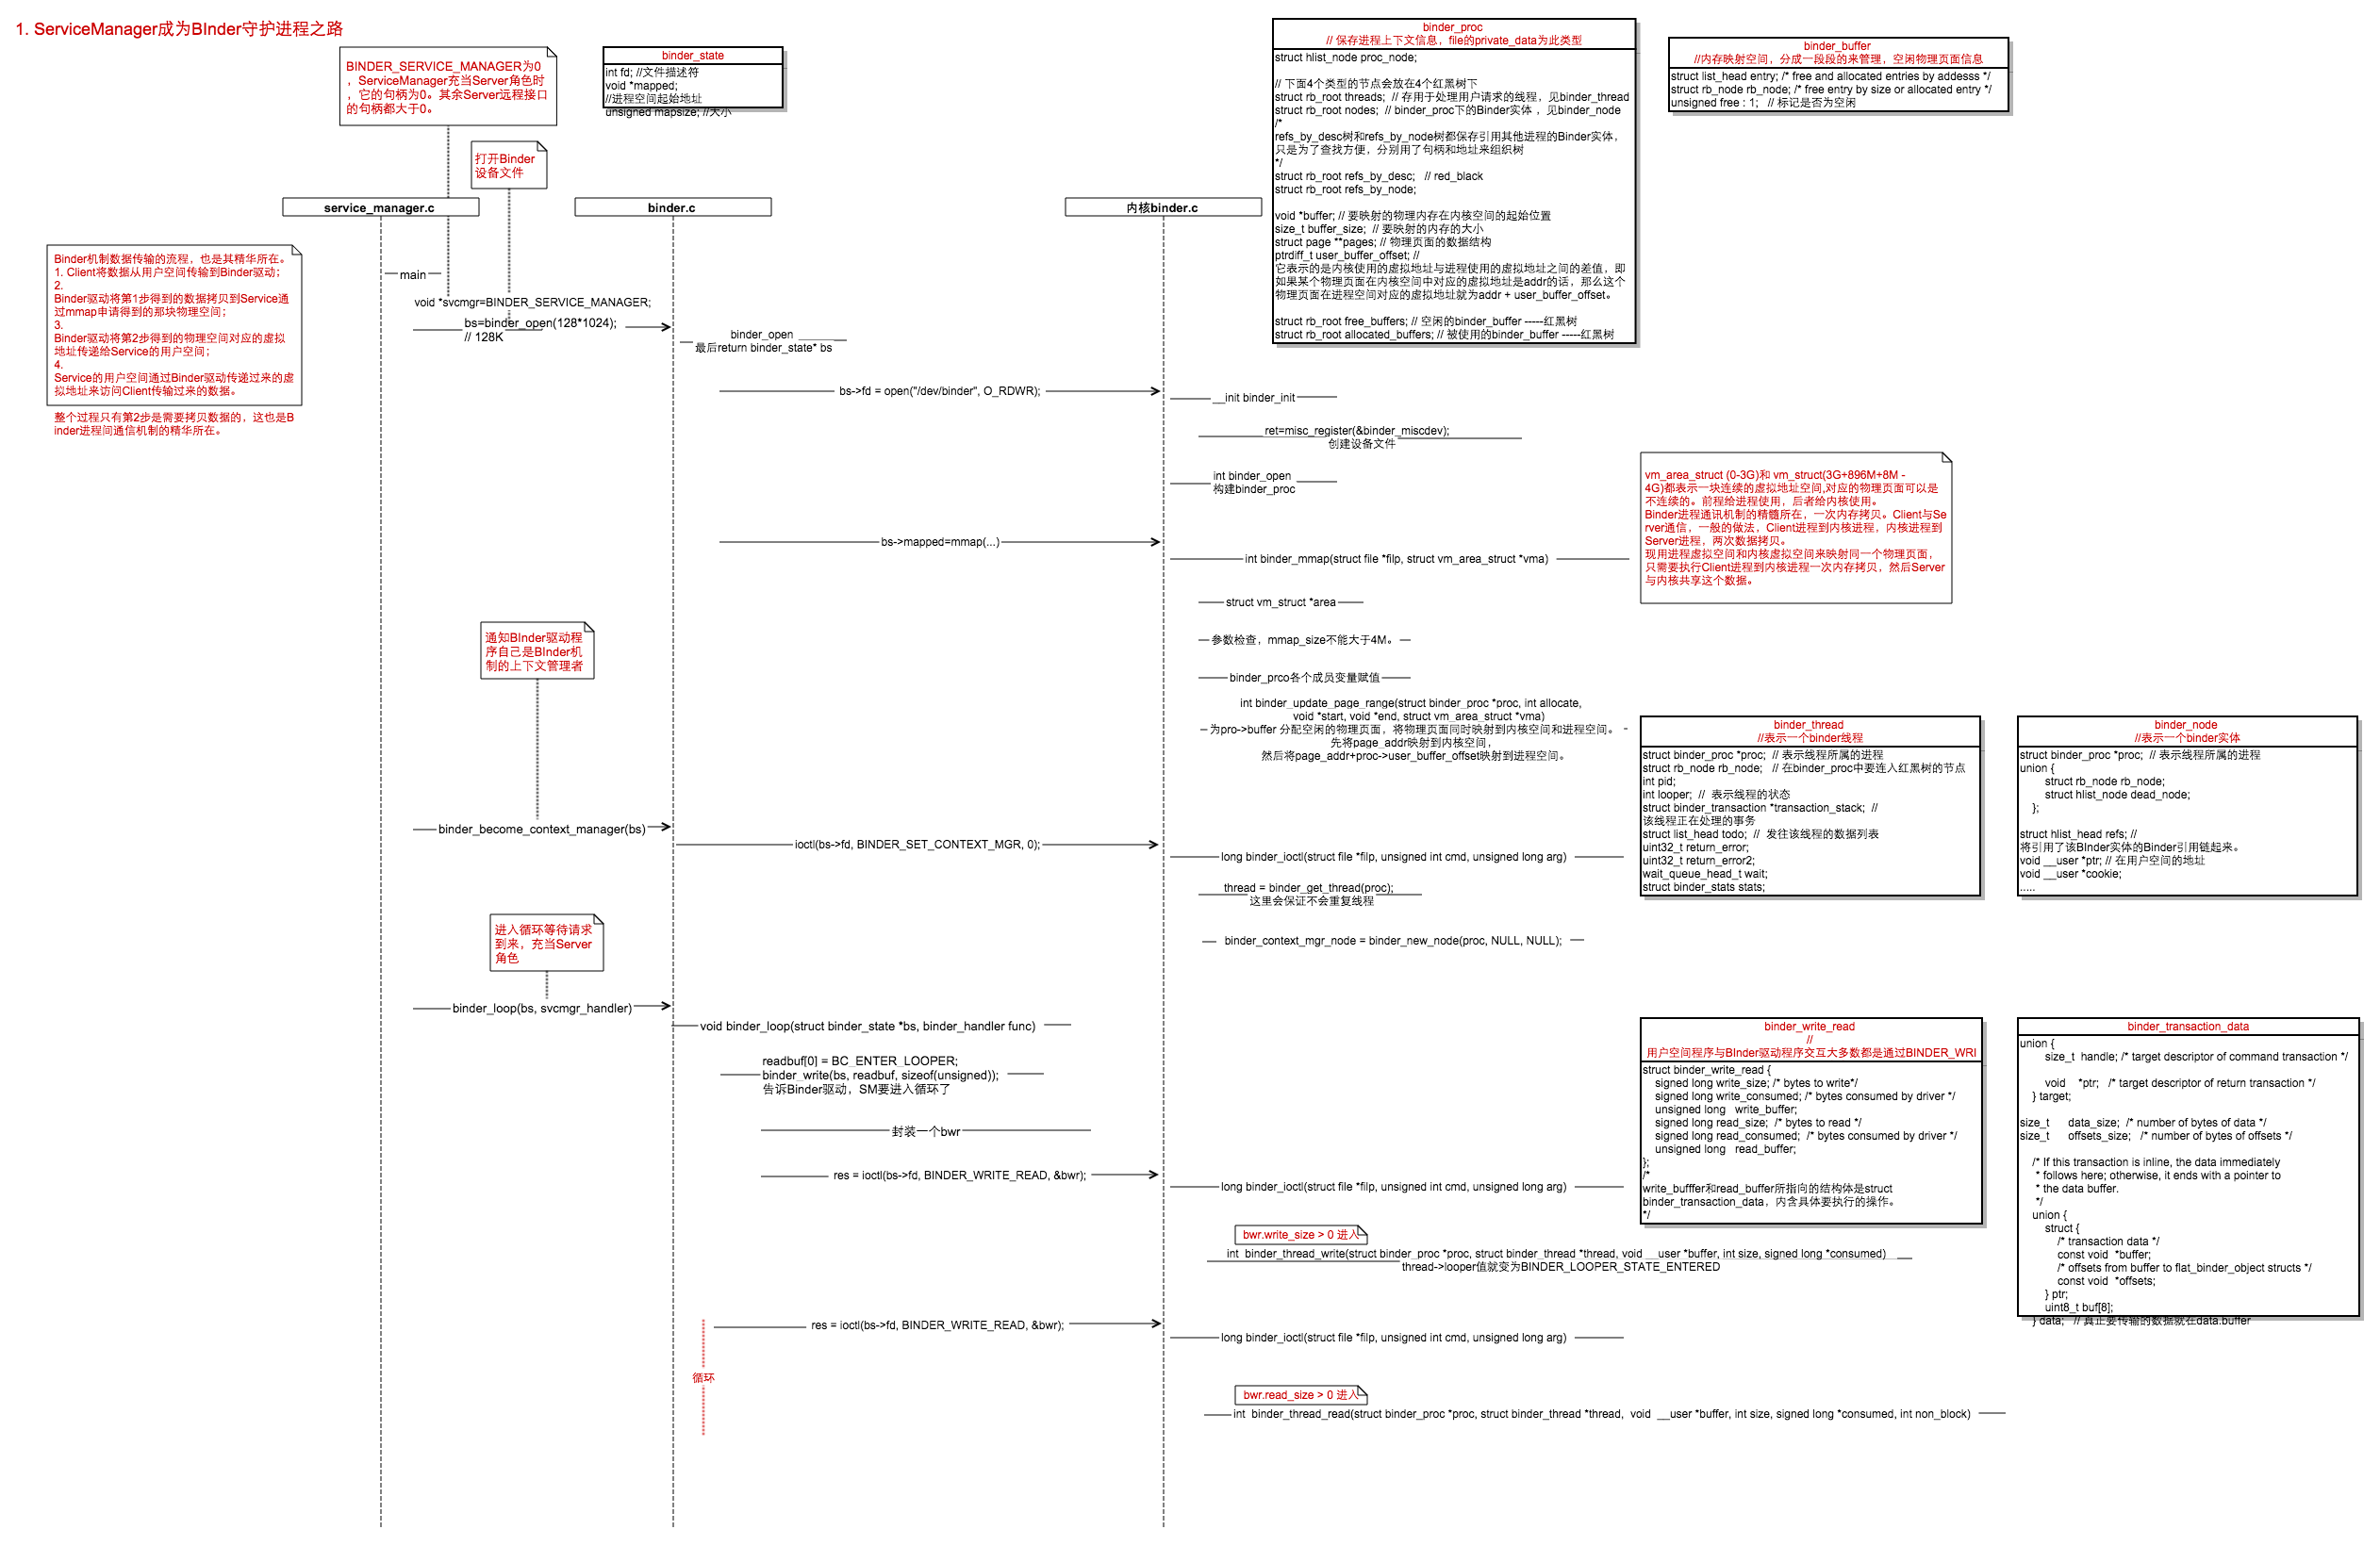 1. ServiceManager成为BInder守护进程之路
BINDER_SERVICE_MANAGER为0
，ServiceManager充当Server角色时
，它的句柄为0。其余Server远程接口
的句柄都大于0。
binder_state
int fd; //文件描述符
void *mapped;
//进程空间起始地址
unsigned mapsize; //大小
binder_proc
// 保存进程上下文信息，file的private_data为此类型
struct hlist_node proc_node;
// 下面4个类型的节点会放在4个红黑树下
struct rb_root threads;  // 存用于处理用户请求的线程，见binder_thread
struct rb_root nodes;  // binder_proc下的Binder实体 ，见binder_node
/*
refs_by_desc树和refs_by_node树都保存引用其他进程的Binder实体，
只是为了查找方便，分别用了句柄和地址来组织树
*/
struct rb_root refs_by_desc;   // red_black
struct rb_root refs_by_node;
void *buffer; // 要映射的物理内存在内核空间的起始位置
size_t buffer_size;  // 要映射的内存的大小
struct page **pages; // 物理页面的数据结构
ptrdiff_t user_buffer_offset; //
它表示的是内核使用的虚拟地址与进程使用的虚拟地址之间的差值，即
如果某个物理页面在内核空间中对应的虚拟地址是addr的话，那么这个
物理页面在进程空间对应的虚拟地址就为addr + user_buffer_offset。
struct rb_root free_buffers; // 空闲的binder_buffer -----红黑树
struct rb_root allocated_buffers; // 被使用的binder_buffer -----红黑树
binder_buffer
//内存映射空间，分成一段段的来管理，空闲物理页面信息
struct list_head entry; /* free and allocated entries by addesss */
struct rb_node rb_node; /* free entry by size or allocated entry */
unsigned free : 1;   // 标记是否为空闲
打开Binder
设备文件
service_manager.c
binder.c
内核binder.c
Binder机制数据传输的流程，也是其精华所在。
1. Client将数据从用户空间传输到Binder驱动；
2.
Binder驱动将第1步得到的数据拷贝到Service通
过mmap申请得到的那块物理空间；
3.
Binder驱动将第2步得到的物理空间对应的虚拟
地址传递给Service的用户空间；
4.
Service的用户空间通过Binder驱动传递过来的虚
拟地址来访问Client传输过来的数据。
整个过程只有第2步是需要拷贝数据的，这也是B
inder进程间通信机制的精华所在。
main
void *svcmgr=BINDER_SERVICE_MANAGER;
bs=binder_open(128*1024);
// 128K
binder_open
最后return binder_state* bs
bs->fd = open("/dev/binder", O_RDWR);
__init binder_init
ret=misc_register(&binder_miscdev);
创建设备文件
int binder_open
构建binder_proc
vm_area_struct (0-3G)和 vm_struct(3G+896M+8M -
4G)都表示一块连续的虚拟地址空间,对应的物理页面可以是
不连续的。前程给进程使用，后者给内核使用。
Binder进程通讯机制的精髓所在，一次内存拷贝。Client与Se
rver通信，一般的做法，Client进程到内核进程，内核进程到
Server进程，两次数据拷贝。
现用进程虚拟空间和内核虚拟空间来映射同一个物理页面，
只需要执行Client进程到内核进程一次内存拷贝，然后Server
与内核共享这个数据。
bs->mapped=mmap(...)
int binder_mmap(struct file *filp, struct vm_area_struct *vma)
struct vm_struct *area
参数检查，mmap_size不能大于4M。
通知BInder驱动程
序自己是BInder机
制的上下文管理者
binder_prco各个成员变量赋值
int binder_update_page_range(struct binder_proc *proc, int allocate,
void *start, void *end, struct vm_area_struct *vma)
为pro->buffer 分配空闲的物理页面，将物理页面同时映射到内核空间和进程空间。
先将page_addr映射到内核空间，
然后将page_addr+proc->user_buffer_offset映射到进程空间。
binder_thread
//表示一个binder线程
struct binder_proc *proc;  // 表示线程所属的进程
struct rb_node rb_node;   // 在binder_proc中要连入红黑树的节点
int pid;
int looper;  //  表示线程的状态
struct binder_transaction *transaction_stack;  //
该线程正在处理的事务
struct list_head todo;  //  发往该线程的数据列表
uint32_t return_error;
uint32_t return_error2;
wait_queue_head_t wait;
struct binder_stats stats;
binder_node
//表示一个binder实体
struct binder_proc *proc;  // 表示线程所属的进程
union {
struct rb_node rb_node;
struct hlist_node dead_node;
};
struct hlist_head refs; //
将引用了该BInder实体的Binder引用链起来。
void __user *ptr; // 在用户空间的地址
void __user *cookie;
.....
binder_become_context_manager(bs)
ioctl(bs->fd, BINDER_SET_CONTEXT_MGR, 0);
long binder_ioctl(struct file *filp, unsigned int cmd, unsigned long arg)
thread = binder_get_thread(proc);
这里会保证不会重复线程
进入循环等待请求
到来，充当Server
角色
binder_context_mgr_node = binder_new_node(proc, NULL, NULL);
binder_loop(bs, svcmgr_handler)
void binder_loop(struct binder_state *bs, binder_handler func)
readbuf[0] = BC_ENTER_LOOPER;
binder_write(bs, readbuf, sizeof(unsigned));
告诉Binder驱动，SM要进入循环了
封装一个bwr
res = ioctl(bs->fd, BINDER_WRITE_READ, &bwr);
long binder_ioctl(struct file *filp, unsigned int cmd, unsigned long arg)
binder_write_read
//
用户空间程序与BInder驱动程序交互大多数都是通过BINDER_WRI
struct binder_write_read {
signed long write_size; /* bytes to write*/
signed long write_consumed; /* bytes consumed by driver */
unsigned long   write_buffer;
signed long read_size;  /* bytes to read */
signed long read_consumed;  /* bytes consumed by driver */
unsigned long   read_buffer;
};
/*
write_bufffer和read_buffer所指向的结构体是struct
binder_transaction_data，内含具体要执行的操作。
*/
binder_transaction_data
union {
size_t  handle; /* target descriptor of command transaction */
void    *ptr;   /* target descriptor of return transaction */
} target;
size_t      data_size;  /* number of bytes of data */
size_t      offsets_size;   /* number of bytes of offsets */
/* If this transaction is inline, the data immediately
* follows here; otherwise, it ends with a pointer to
* the data buffer.
*/
union {
struct {
/* transaction data */
const void  *buffer;
/* offsets from buffer to flat_binder_object structs */
const void  *offsets;
} ptr;
uint8_t buf[8];
} data;   // 真正要传输的数据就在data.buffer
bwr.write_size > 0 进入
int  binder_thread_write(struct binder_proc *proc, struct binder_thread *thread, void __user *buffer, int size, signed long *consumed)
thread->looper值就变为BINDER_LOOPER_STATE_ENTERED
res = ioctl(bs->fd, BINDER_WRITE_READ, &bwr);
long binder_ioctl(struct file *filp, unsigned int cmd, unsigned long arg)
循环
bwr.read_size > 0 进入
int  binder_thread_read(struct binder_proc *proc, struct binder_thread *thread,  void  __user *buffer, int size, signed long *consumed, int non_block)